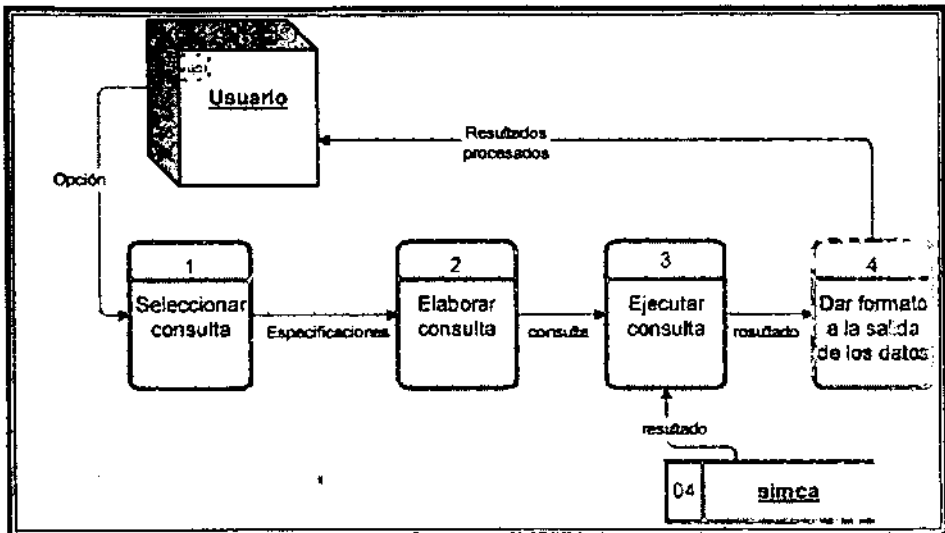 Usuario
Resultados
procesados
Opción
1
Seleccionar
consulta
Especificaciones
2
Elaborar
consulta
consulta
3
Ejecutar
consulta
resultado
4
Dar formato
a la salida
de los datos
resultado
04
simca